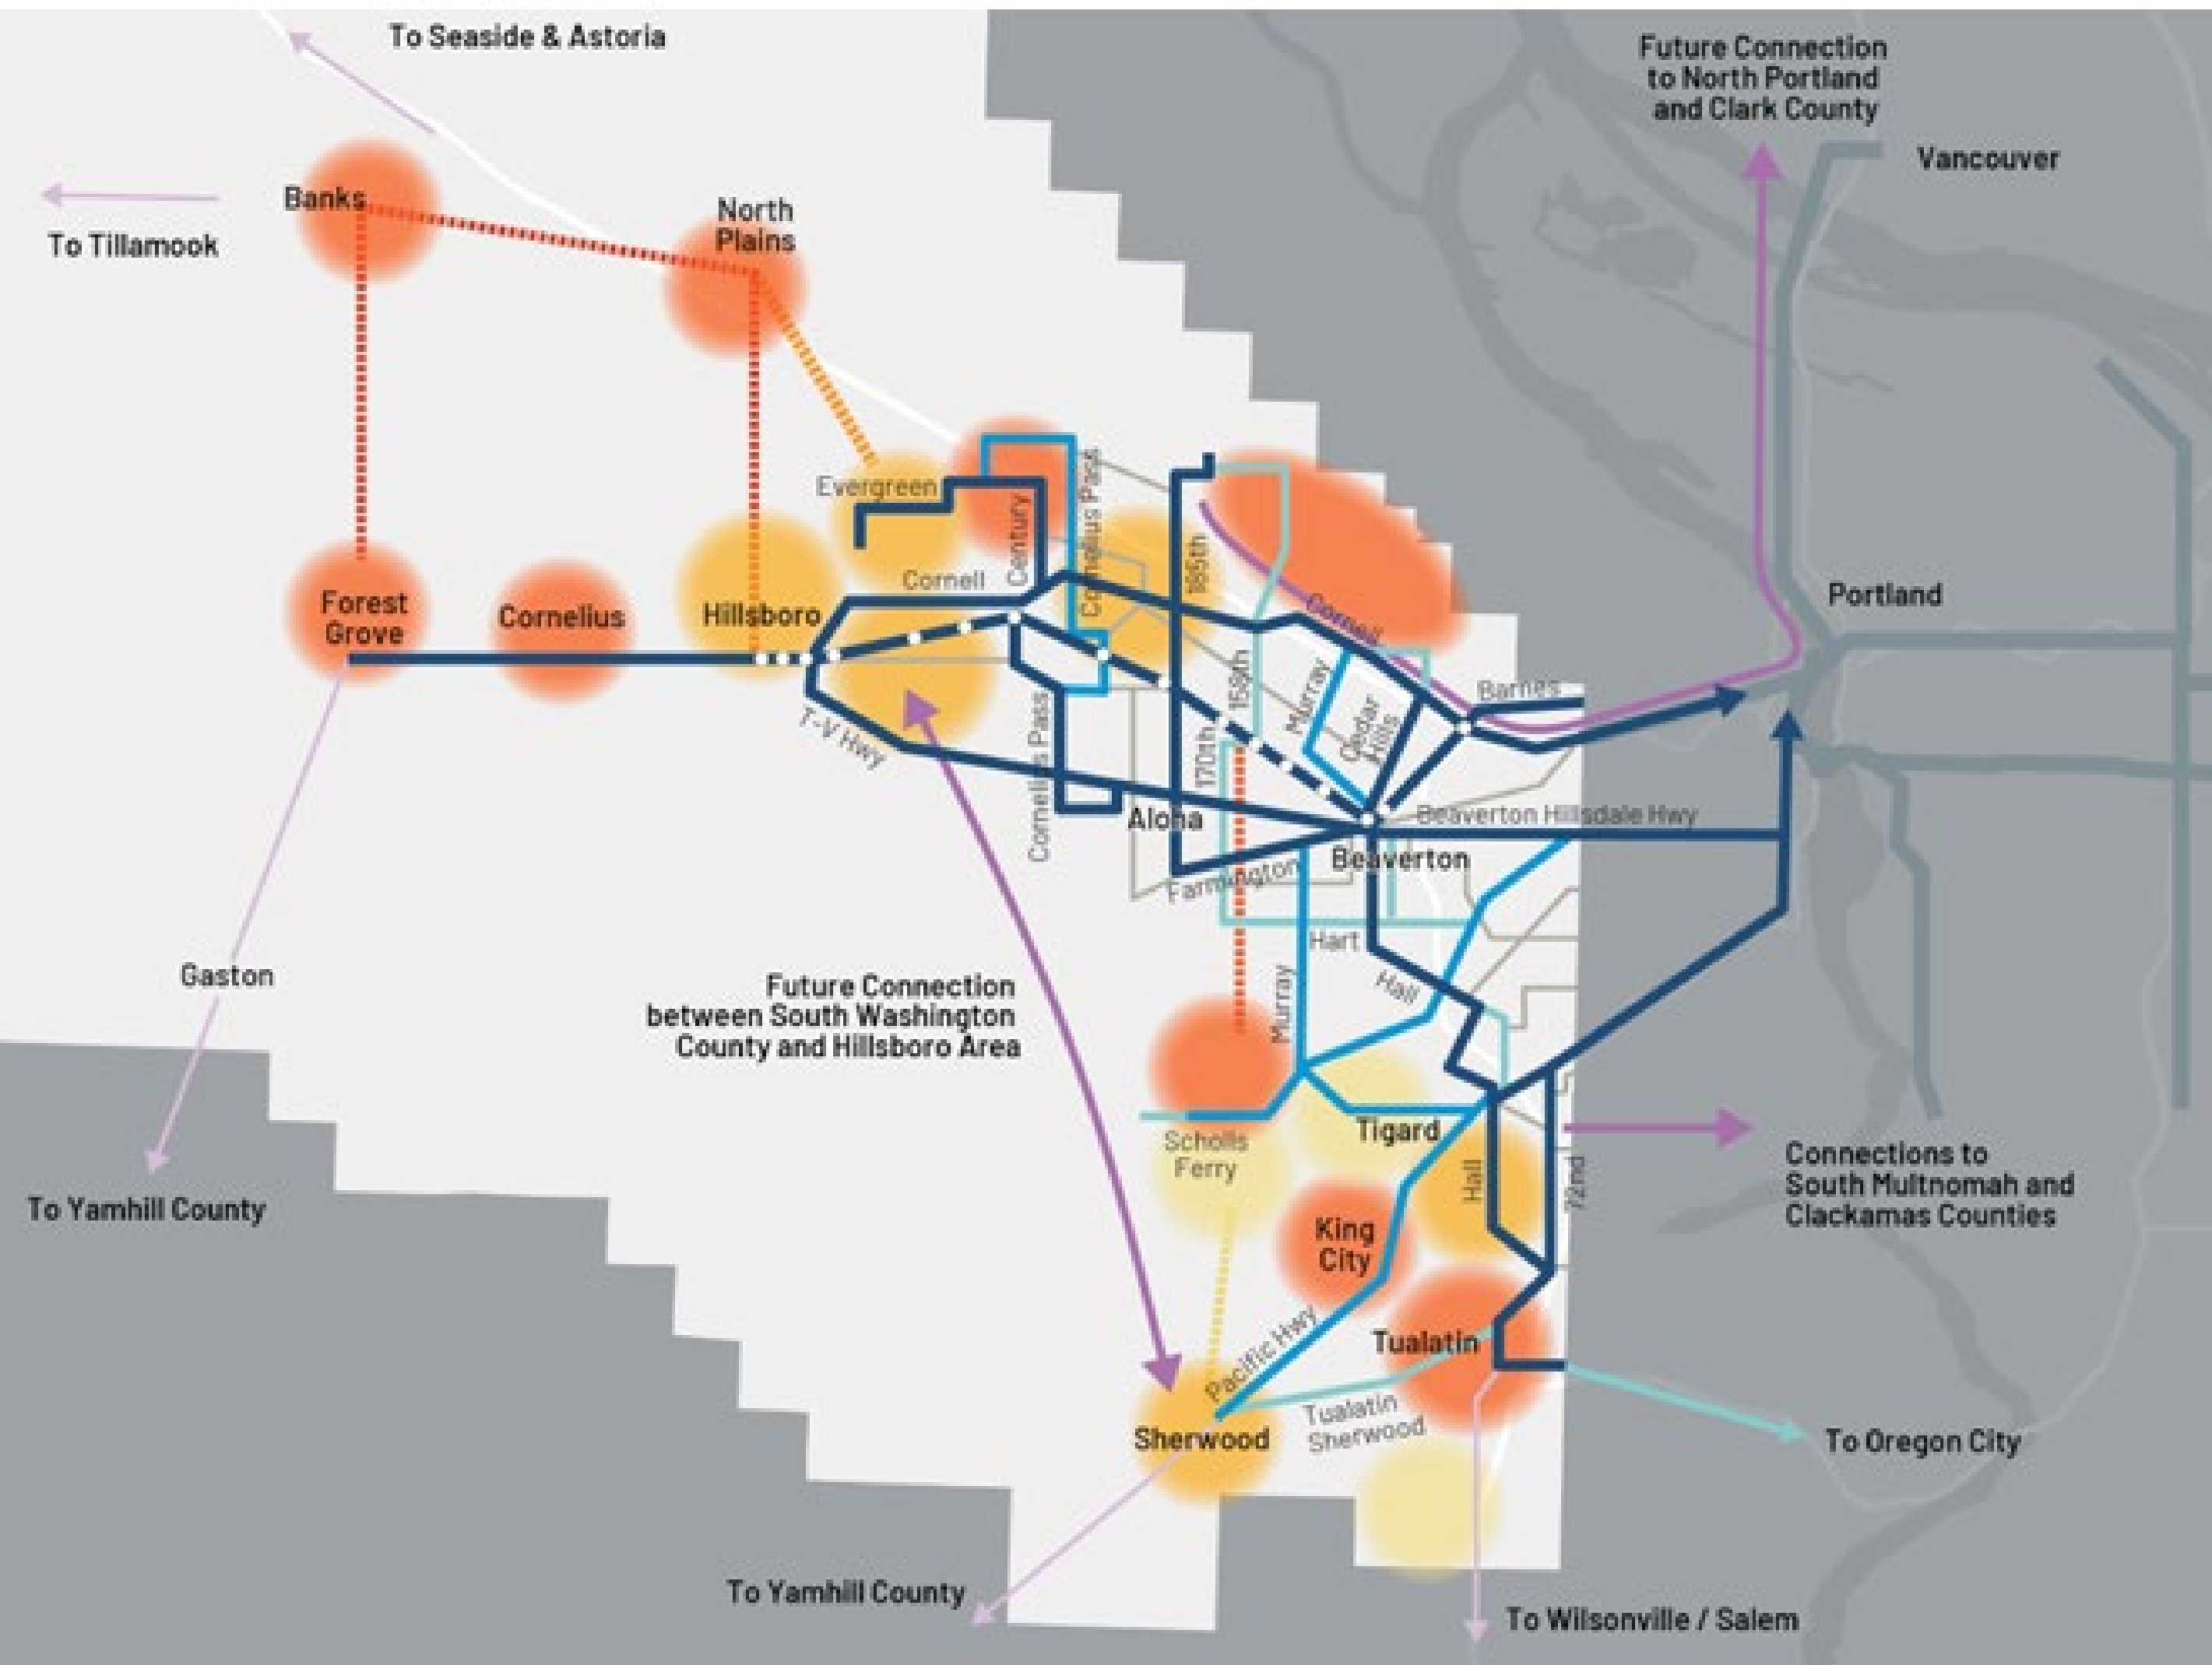 To Seaside & Astoria
Future Connection
to North Portland
and Clark County
Vancouver
Banks
To Tillamook
North
Plains
Evergreen
Century
Cornelius Pass
185th
Cornell
Forest
Grove
Cornelius
Hillsboro
Cornell
Portland
158th
Murray
Cedar
Hills
Barnes
T-V Hwy
Cornelius Pass
170th
Aloha
Beaverton Hillsdale Hwy
Beaverton
Farmington
Hart
Hall
Murray
Gaston
Future Connection
between South Washington
County and Hillsboro Area
Scholls
Ferry
Tigard
Hall
72nd
Connections to
South Multnomah and
Clackamas Counties
To Yamhill County
King
City
Pacific Hwy
Tualatin
Tualatin
Sherwood
Sherwood
To Oregon City
To Yamhill County
To Wilsonville / Salem